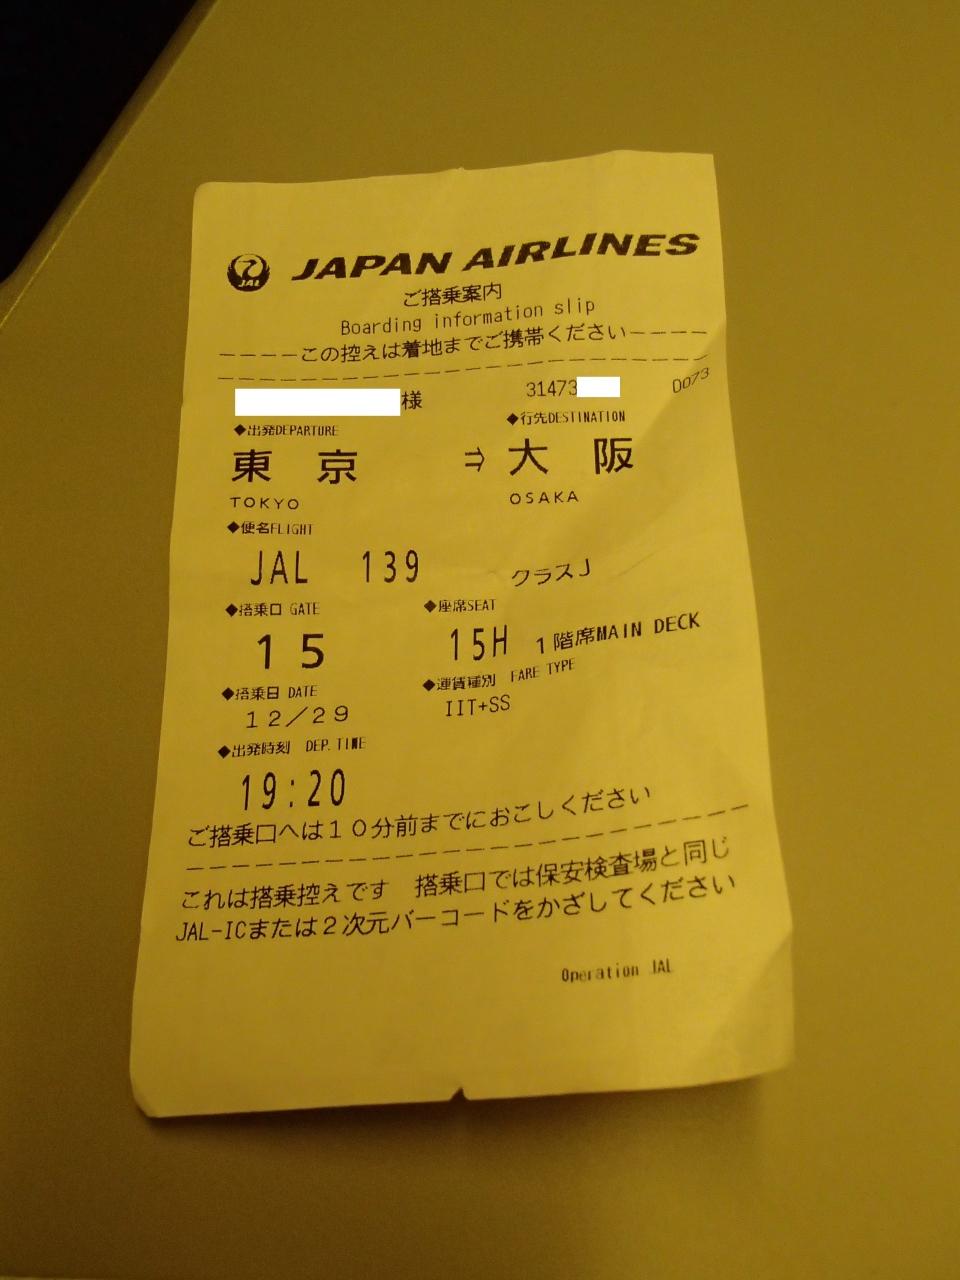 JAL JAPAN AIRLINES
ご搭乗案内
Boarding information slip
----この控えは着地までご携帯ください----
様 31473 0073
◆出発DEPARTURE ◆行先DESTINATION
東 京 ⇒ 大 阪
TOKYO OSAKA
◆便名FLIGHT
JAL 139 クラスJ
◆搭乗口 GATE ◆座席SEAT
15 15H 1階席MAIN DECK
◆搭乗日 DATE ◆運賃種別 FARE TYPE
12/29 IIT+SS
◆出発時刻 DEP.TIME
19:20
ご搭乗口へは10分前までにおこしください
これは搭乗控えです 搭乗口では保安検査場と同じ
JAL-ICまたは2次元バーコードをかざしてください
Operation JAL